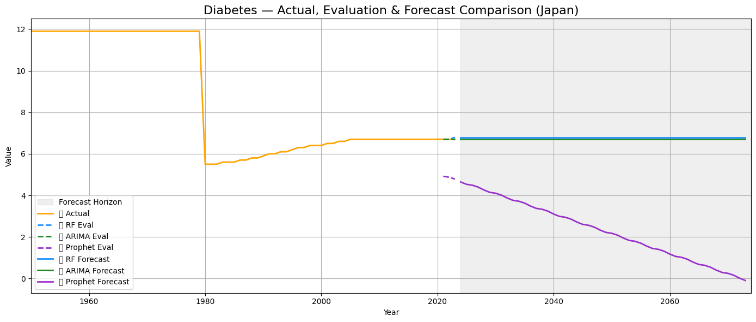 Diabetes — Actual, Evaluation & Forecast Comparison (Japan)
12
10
8
6
4
2
0
Value
Forecast Horizon
▯ Actual
▯ RF Eval
▯ ARIMA Eval
▯ Prophet Eval
▯ RF Forecast
▯ ARIMA Forecast
▯ Prophet Forecast
1960
1980
2000
2020
2040
2060
Year